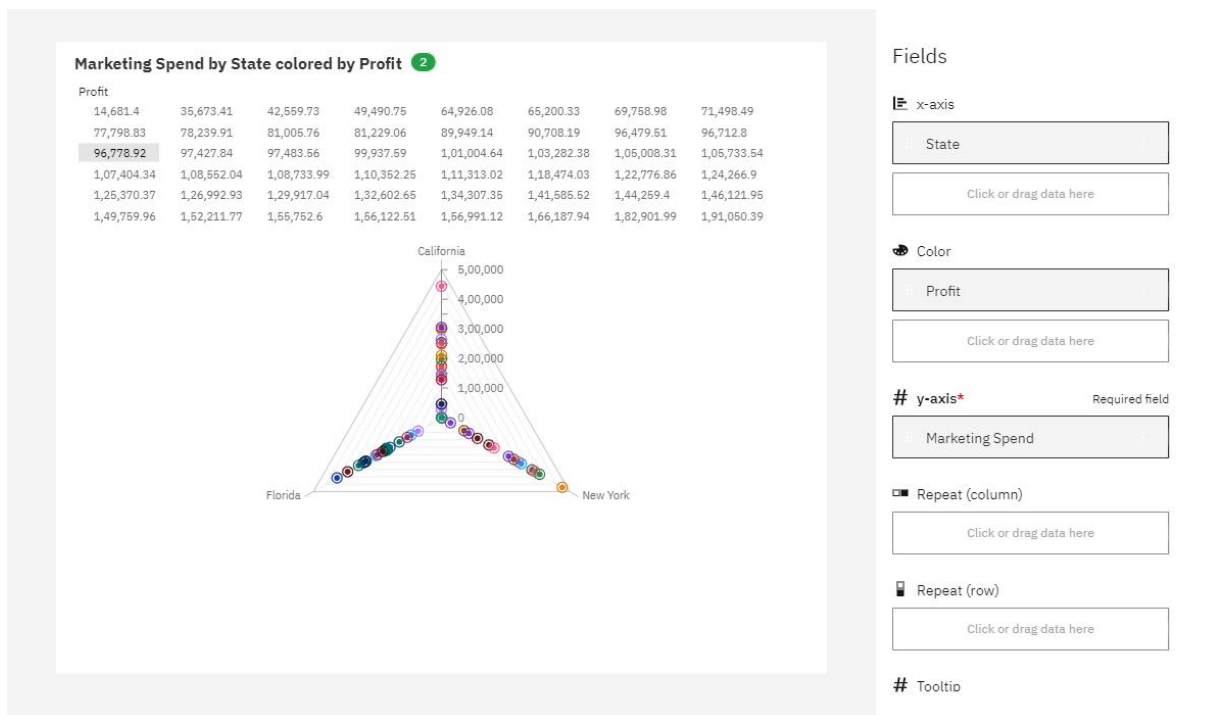 Marketing Spend by State colored by Profit 2
Profit
14,681.4 35,673.41 42,559.73 49,490.75 64,926.08 65,200.33 69,758.98 71,498.49
77,798.83 78,239.91 81,005.76 81,229.06 89,949.14 90,708.19 96,479.51 96,712.8
96,778.92 97,427.84 97,483.56 99,937.59 1,01,004.64 1,03,282.38 1,05,008.31 1,05,733.54
1,07,404.34 1,08,552.04 1,08,733.99 1,10,352.25 1,11,313.02 1,18,474.03 1,22,776.86 1,24,266.9
1,25,370.37 1,26,992.93 1,29,917.04 1,32,602.65 1,34,307.35 1,41,585.52 1,44,259.4 1,46,121.95
1,49,759.96 1,52,211.77 1,55,752.6 1,56,122.51 1,56,991.12 1,66,187.94 1,82,901.99 1,91,050.39
California
5,00,000
4,00,000
3,00,000
2,00,000
1,00,000
0
Florida
New York
Fields
x-axis
State
Click or drag data here
Color
Profit
Click or drag data here
# y-axis* Required field
Marketing Spend
Repeat (column)
Click or drag data here
Repeat (row)
Click or drag data here
# Tooltip